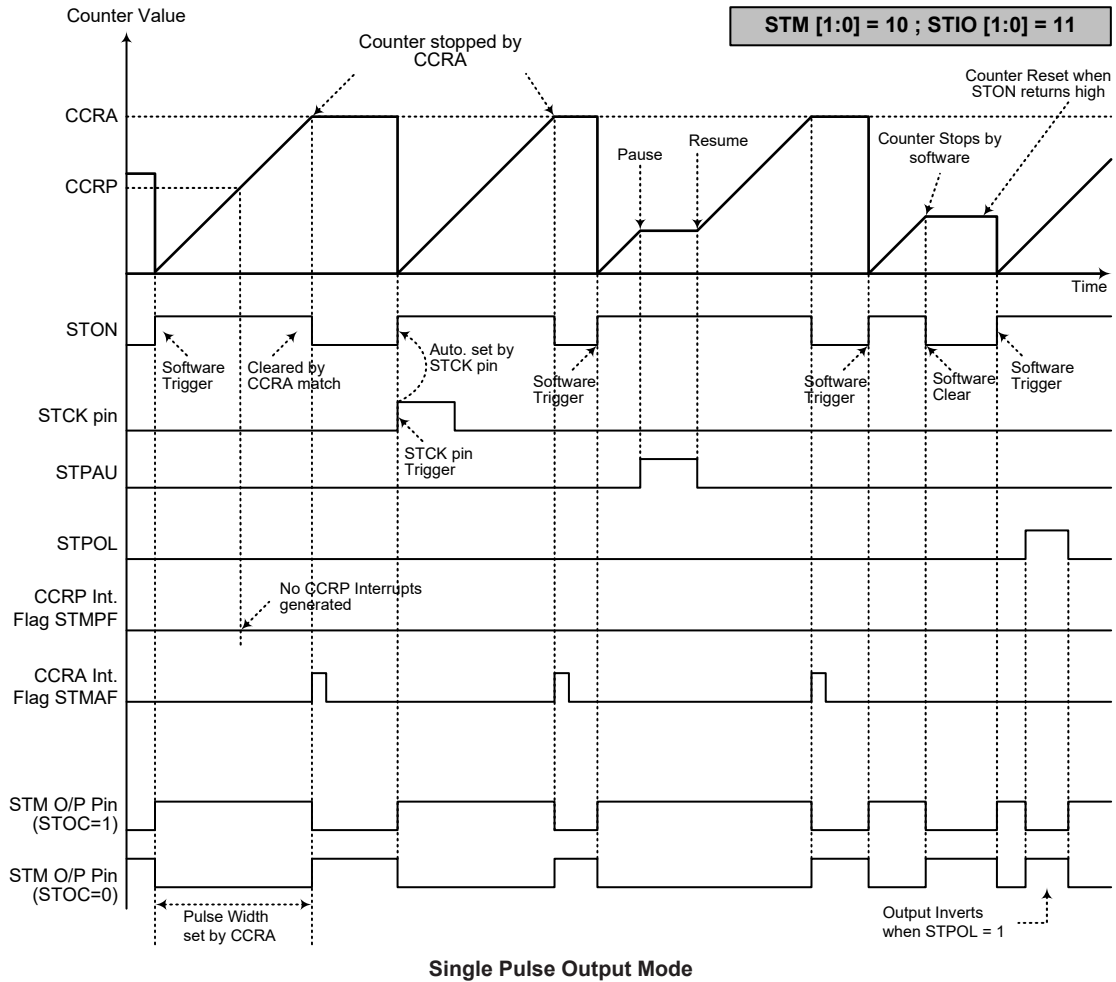 Counter Value
STM [1:0] = 10 ; STIO [1:0] = 11
Counter stopped by
CCRA
Counter Reset when
STON returns high
CCRA
Pause
Resume
Counter Stops by
software
CCRP
Time
STON
Software
Trigger
Cleared by
CCRA match
Auto. set by
STCK pin
Software
Trigger
Software
Trigger
Software
Clear
Software
Trigger
STCK pin
STCK pin
Trigger
STPAU
STPOL
CCRP Int.
Flag STMPF
No CCRP Interrupts
generated
CCRA Int.
Flag STMAF
STM O/P Pin
(STOC=1)
STM O/P Pin
(STOC=0)
Pulse Width
set by CCRA
Output Inverts
when STPOL = 1
Single Pulse Output Mode